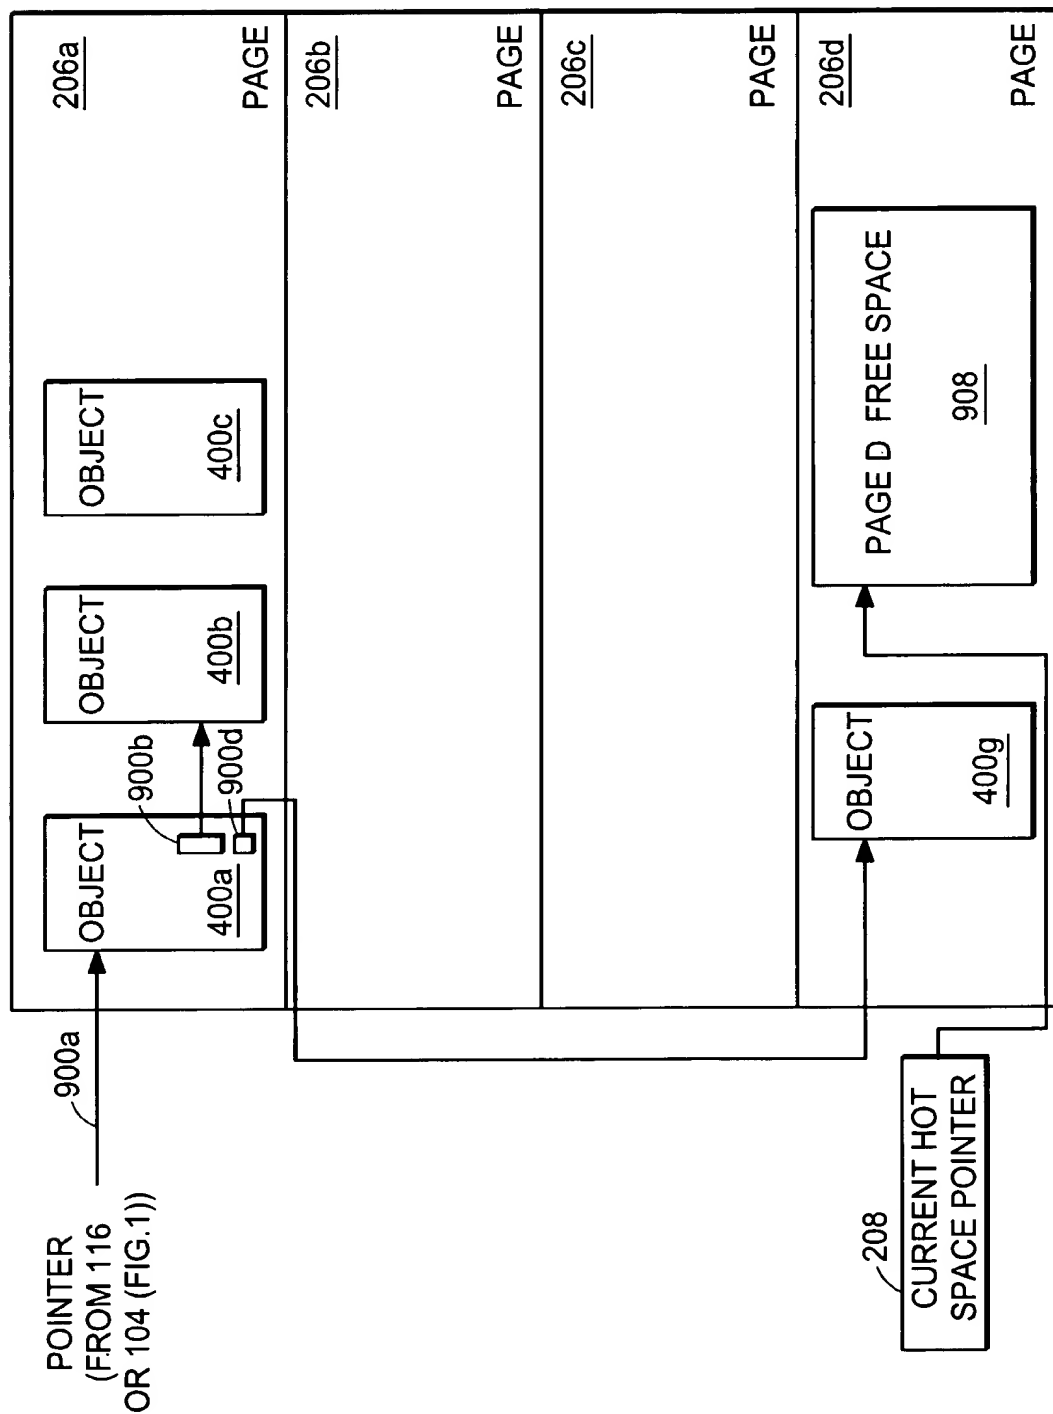 POINTER
(FROM 116
OR 104 (FIG.1))
900a
OBJECT
400a
900b
900d
OBJECT
400b
OBJECT
400c
206a
PAGE
206b
PAGE
206c
PAGE
208
CURRENT HOT
SPACE POINTER
OBJECT
400g
PAGE D FREE SPACE
908
206d
PAGE